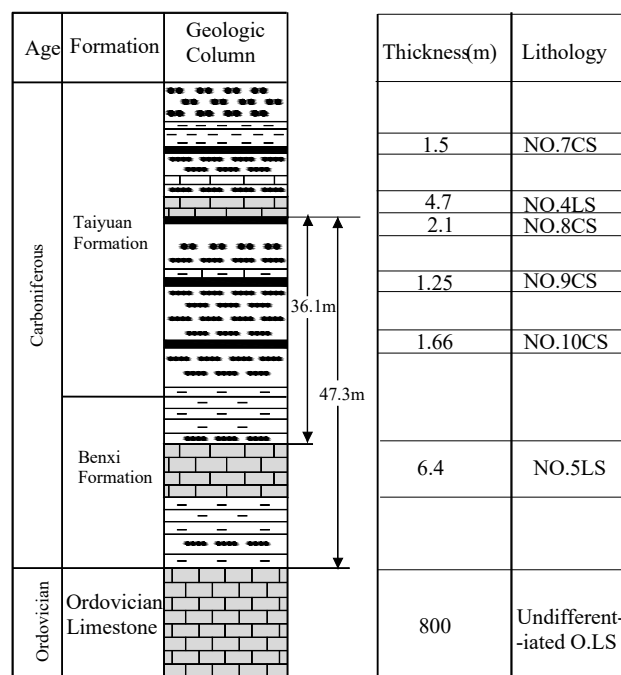 Age Formation Geologic Column Thickness(m) Lithology
1.5 NO.7CS
4.7 NO.4LS
Taiyuan Formation 2.1 NO.8CS
1.25 NO.9CS
36.1m
Carboniferous
1.66 NO.10CS
47.3m
Benxi Formation 6.4 NO.5LS
Ordovician
Ordovician Limestone 800 Undifferent-
-iated O.LS